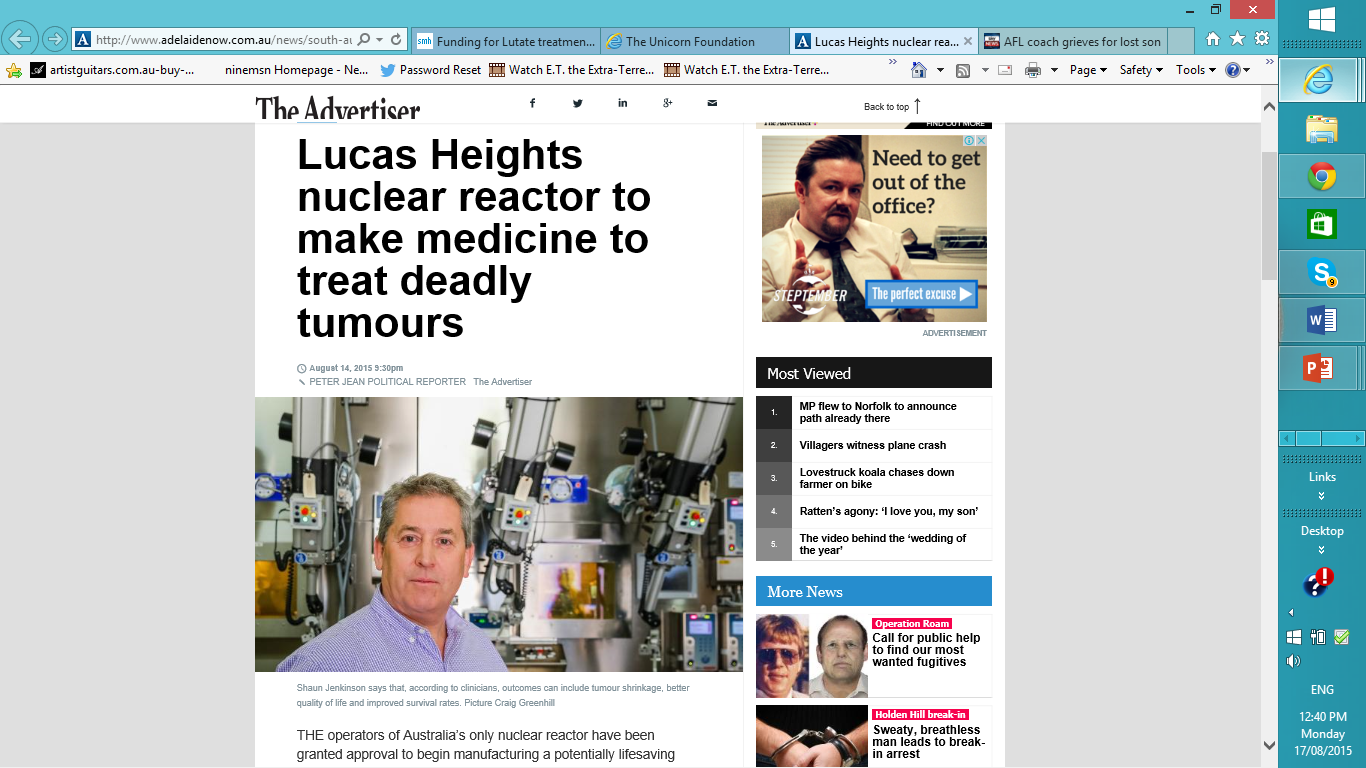 http://www.adelaidenow.com.au/news/south-au
smh Funding for Lutate treatmen...
The Unicorn Foundation
A Lucas Heights nuclear rea...
AFL coach grieves for lost son
artistguitars.com.au-buy-...
ninemsn Homepage - Ne...
Password Reset
Watch E.T. the Extra-Terre...
Watch E.T. the Extra-Terre...
Page
Safety
Tools
The Advertiser
Back to top
Lucas Heights
nuclear reactor to
make medicine to
treat deadly
tumours
August 14, 2015 9:30pm
PETER JEAN POLITICAL REPORTER The Advertiser
Shaun Jenkinson says that, according to clinicians, outcomes can include tumour shrinkage, better
quality of life and improved survival rates. Picture Craig Greenhill
THE operators of Australia's only nuclear reactor have been
granted approval to begin manufacturing a potentially lifesaving
The Advertiser
FIND OUT MORE
Need to get
out of the
office?
STEPTEMBER
The perfect excuse
ADVERTISEMENT
Most Viewed
1. MP flew to Norfolk to announce
path already there
2. Villagers witness plane crash
3. Lovestruck koala chases down
farmer on bike
4. Ratten's agony: ‘I love you, my son’
5. The video behind the ‘wedding of
the year’
More News
Operation Roam
Call for public help
to find our most
wanted fugitives
Holden Hill break-in
Sweaty, breathless
man leads to break-
in arrest
S
9
W
P
Links
Desktop
ENG
12:40 PM
Monday
17/08/2015